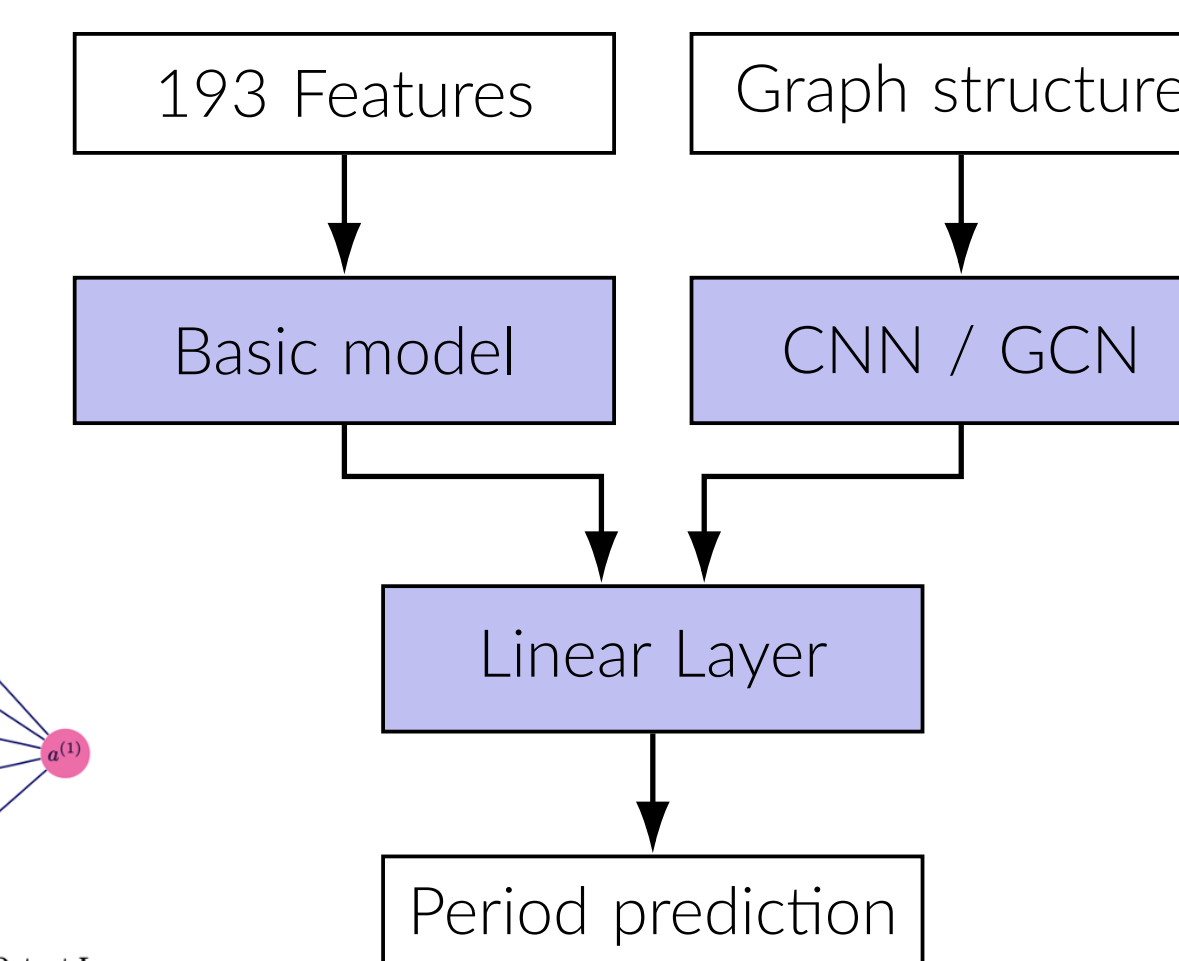 193 Features
Graph structure
Basic model
CNN / GCN
Linear Layer
a(1)
Period prediction